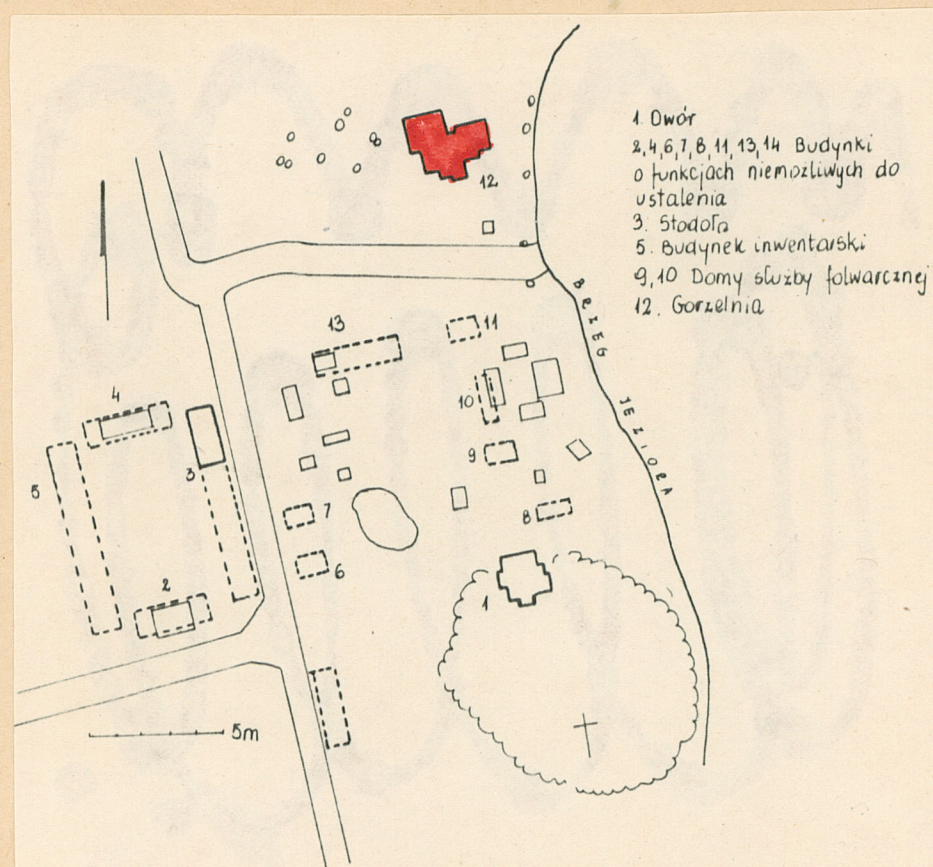 1. Dwór
2,4,6,7,8,11,13,14 Budynki
o funkcjach niemożliwych do
ustalenia
3. Stodoła
5. Budynek inwentarski
9,10 Domy służby folwarcznej
12. Gorzelnia
12
13
11
BRZEG JEZIORA
10
4
9
3
5
7
8
6
2
1
5m